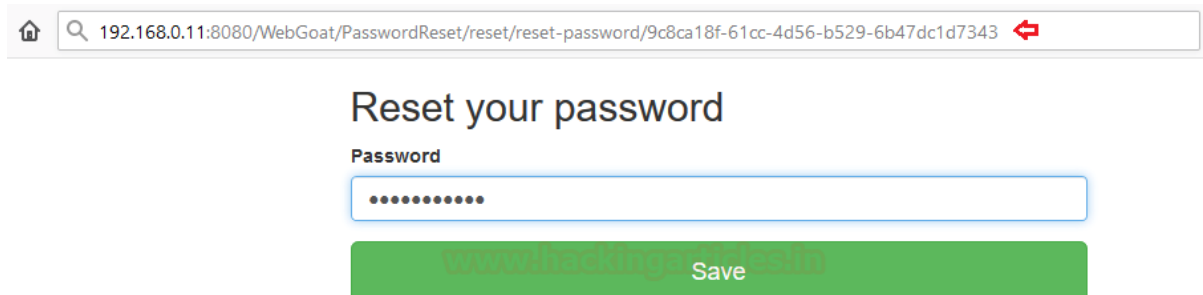 192.168.0.11:8080/WebGoat/PasswordReset/reset/reset-password/9c8ca18f-61cc-4d56-b529-6b47dc1d7343
Reset your password
Password
•••••••••••
www.hackingarticles.in
Save